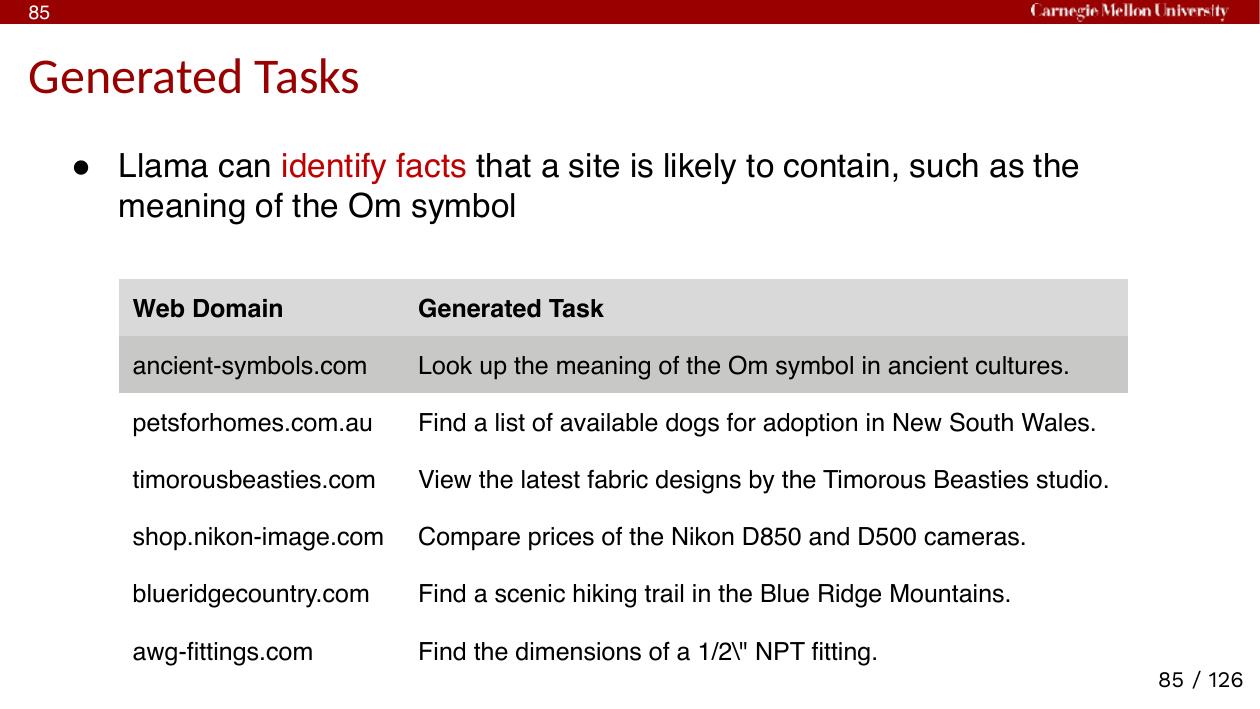 85
Carnegie Mellon University
Generated Tasks
● Llama can identify facts that a site is likely to contain, such as the
meaning of the Om symbol
Web Domain Generated Task
ancient-symbols.com Look up the meaning of the Om symbol in ancient cultures.
petsforhomes.com.au Find a list of available dogs for adoption in New South Wales.
timorousbeasties.com View the latest fabric designs by the Timorous Beasties studio.
shop.nikon-image.com Compare prices of the Nikon D850 and D500 cameras.
blueridgecountry.com Find a scenic hiking trail in the Blue Ridge Mountains.
awg-fittings.com Find the dimensions of a 1/2\" NPT fitting.
85 / 126